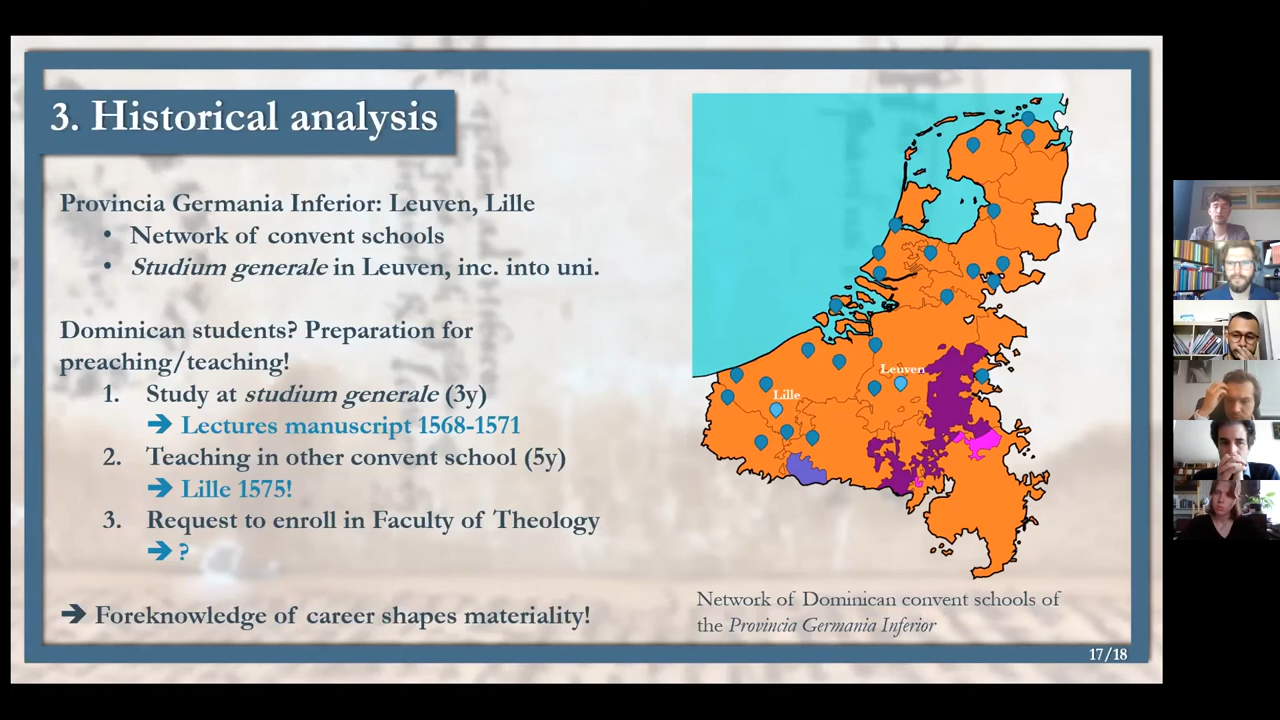 3. Historical analysis
Provincia Germania Inferior: Leuven, Lille
• Network of convent schools
• Studium generale in Leuven, inc. into uni.
Dominican students? Preparation for
preaching/teaching!
1. Study at studium generale (3y)
➔ Lectures manuscript 1568-1571
2. Teaching in other convent school (5y)
➔ Lille 1575!
3. Request to enroll in Faculty of Theology
➔ ?
➔ Foreknowledge of career shapes materiality!
Leuven
Lille
Network of Dominican convent schools of
the Provincia Germania Inferior
17/18